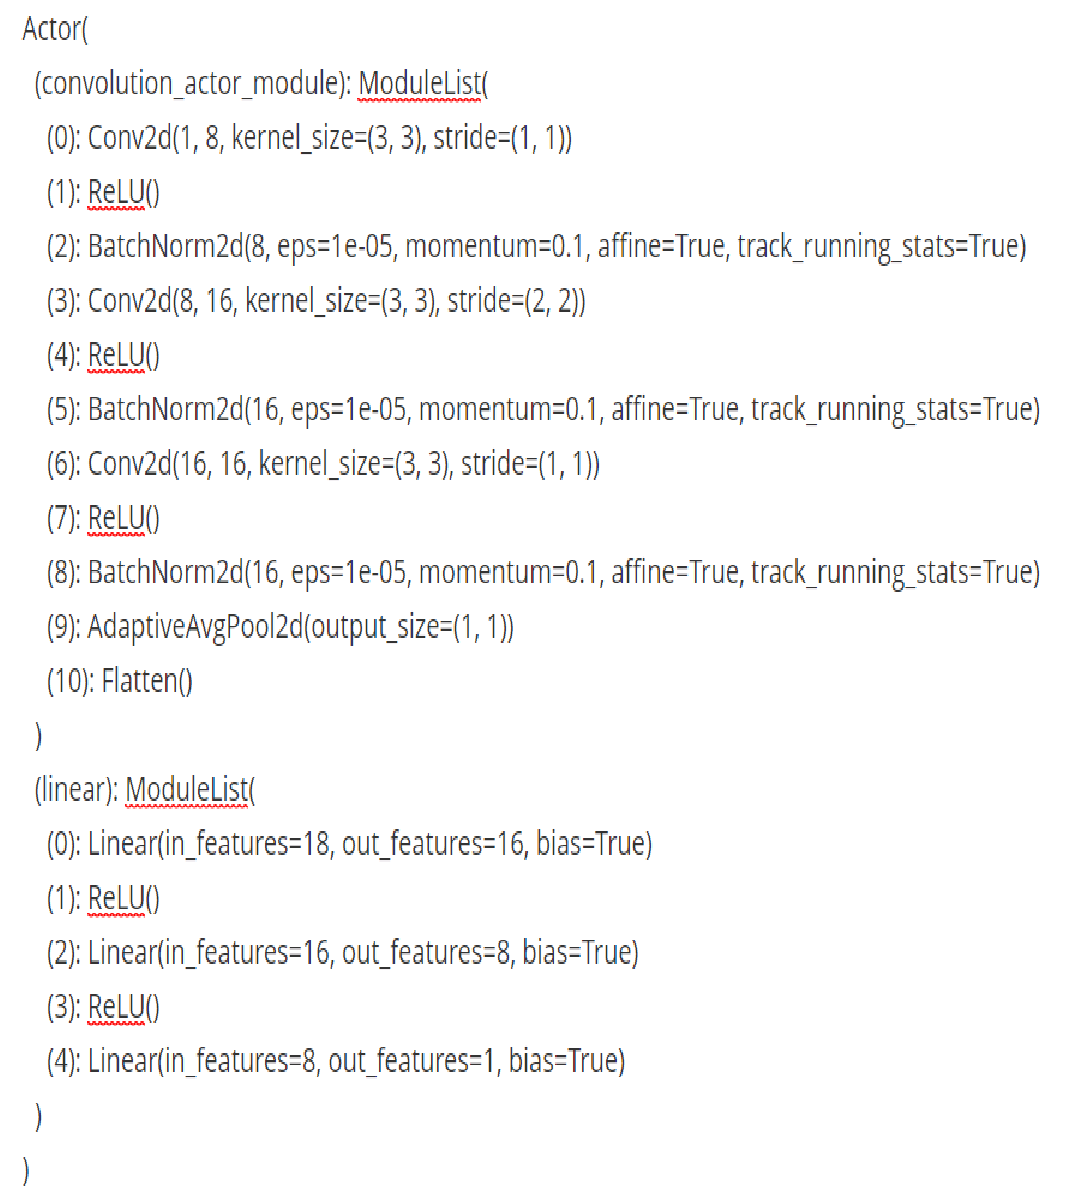 Actor(
(convolution_actor_module): ModuleList(
(0): Conv2d(1, 8, kernel_size=(3, 3), stride=(1, 1))
(1): ReLU()
(2): BatchNorm2d(8, eps=1e-05, momentum=0.1, affine=True, track_running_stats=True)
(3): Conv2d(8, 16, kernel_size=(3, 3), stride=(2, 2))
(4): ReLU()
(5): BatchNorm2d(16, eps=1e-05, momentum=0.1, affine=True, track_running_stats=True)
(6): Conv2d(16, 16, kernel_size=(3, 3), stride=(1, 1))
(7): ReLU()
(8): BatchNorm2d(16, eps=1e-05, momentum=0.1, affine=True, track_running_stats=True)
(9): AdaptiveAvgPool2d(output_size=(1, 1))
(10): Flatten()
)
(linear): ModuleList(
(0): Linear(in_features=18, out_features=16, bias=True)
(1): ReLU()
(2): Linear(in_features=16, out_features=8, bias=True)
(3): ReLU()
(4): Linear(in_features=8, out_features=1, bias=True)
)
)